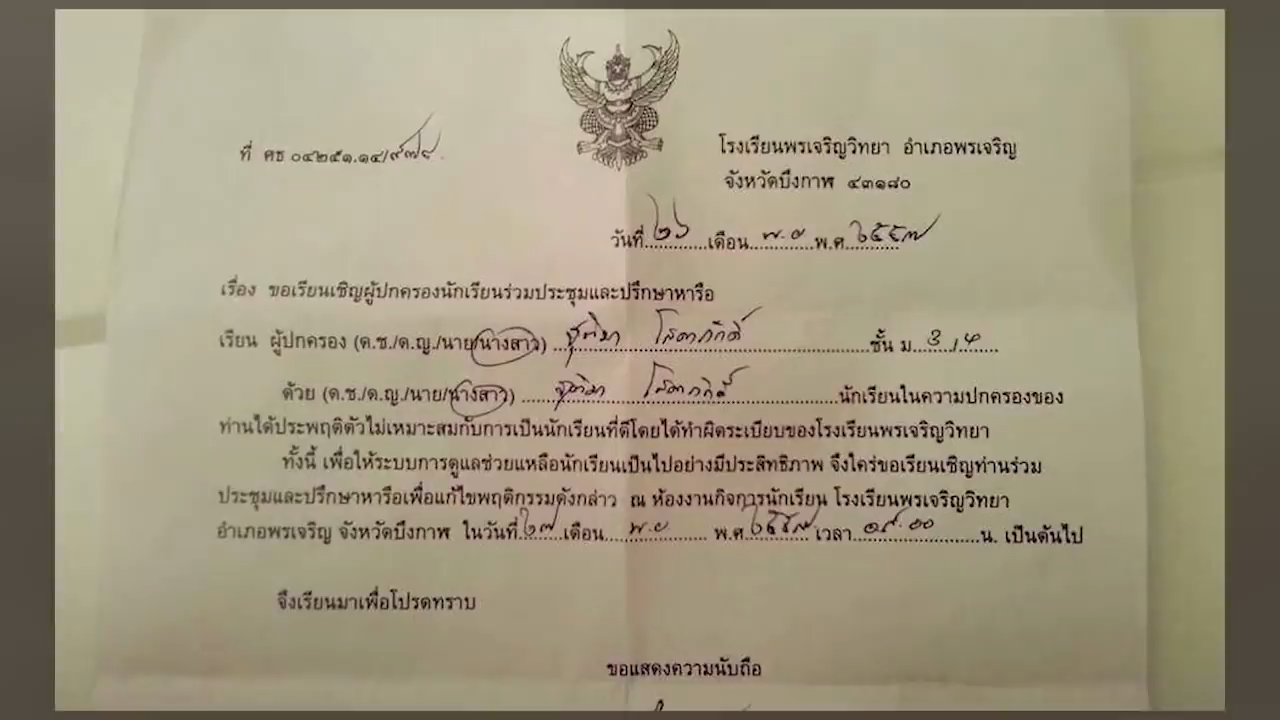 ที่ ศธ ๐๔๒๕๑.๑๔/๙๗๘
โรงเรียนพรเจริญวิทยา อำเภอพรเจริญ
จังหวัดบึงกาฬ ๔๓๑๘๐
วันที่ ๒๖ เดือน พ.ย พ.ศ. ๒๕๕๗
เรื่อง ขอเรียนเชิญผู้ปกครองนักเรียนร่วมประชุมและปรึกษาหารือ
เรียน ผู้ปกครอง (ด.ช./ด.ญ./นาย/นางสาว) ชุติมา โสดาภักดิ์ ชั้น ม. 3/4
ด้วย (ด.ช./ด.ญ./นาย/นางสาว) ชุติมา โสดาภักดิ์ นักเรียนในความปกครองของ
ท่านได้ประพฤติตัวไม่เหมาะสมกับการเป็นนักเรียนที่ดีโดยได้ทำผิดระเบียบของโรงเรียนพรเจริญวิทยา
ทั้งนี้ เพื่อให้ระบบการดูแลช่วยเหลือนักเรียนเป็นไปอย่างมีประสิทธิภาพ จึงใคร่ขอเรียนเชิญท่านร่วม
ประชุมและปรึกษาหารือเพื่อแก้ไขพฤติกรรมดังกล่าว ณ ห้องงานกิจการนักเรียน โรงเรียนพรเจริญวิทยา
อำเภอพรเจริญ จังหวัดบึงกาฬ ในวันที่ ๒๗ เดือน พ.ย พ.ศ. ๒๕๕๗ เวลา ๐๙.๐๐ น. เป็นต้นไป
จึงเรียนมาเพื่อโปรดทราบ
ขอแสดงความนับถือ